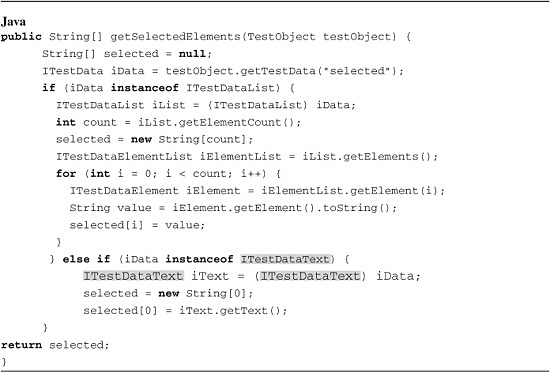 Java
public String[] getSelectedElements(TestObject testObject) {
String[] selected = null;
ITestData iData = testObject.getTestData("selected");
if (iData instanceof ITestDataList) {
ITestDataList iList = (ITestDataList) iData;
int count = iList.getElementCount();
selected = new String[count];
ITestDataElementList iElementList = iList.getElements();
for (int i = 0; i < count; i++) {
ITestDataElement iElement = iElementList.getElement(i);
String value = iElement.getElement().toString();
selected[i] = value;
}
} else if (iData instanceof ITestDataText) {
ITestDataText iText = (ITestDataText) iData;
selected = new String[0];
selected[0] = iText.getText();
}
return selected;
}